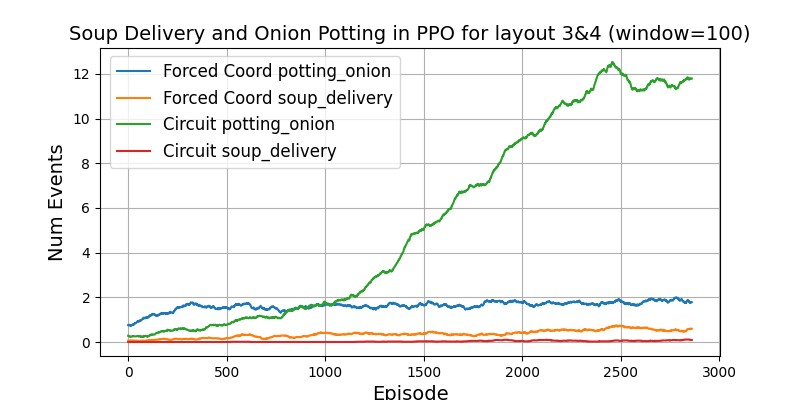 Soup Delivery and Onion Potting in PPO for layout 3&4 (window=100)
Forced Coord potting_onion
Forced Coord soup_delivery
Circuit potting_onion
Circuit soup_delivery
Num Events
12
10
8
6
4
2
0
0 500 1000 1500 2000 2500 3000
Episode